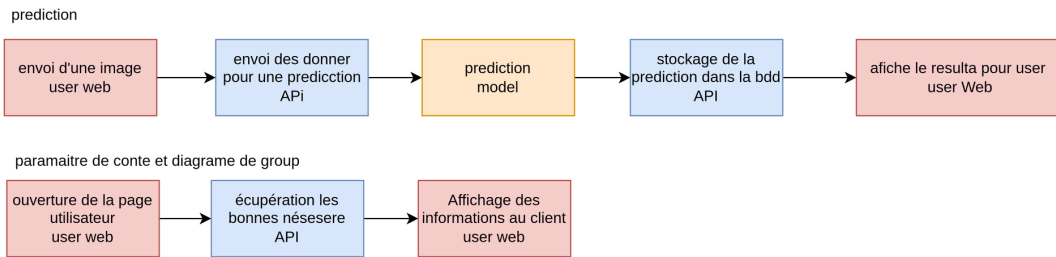 prediction
envoi d'une image
user web
envoi des donner
pour une predicction
APi
prediction
model
stockage de la
prediction dans la bdd
API
afiche le resulta pour user
user Web
paramaitre de conte et diagrame de group
ouverture de la page
utilisateur
user web
écupération les
bonnes nésesere
API
Affichage des
informations au client
user web